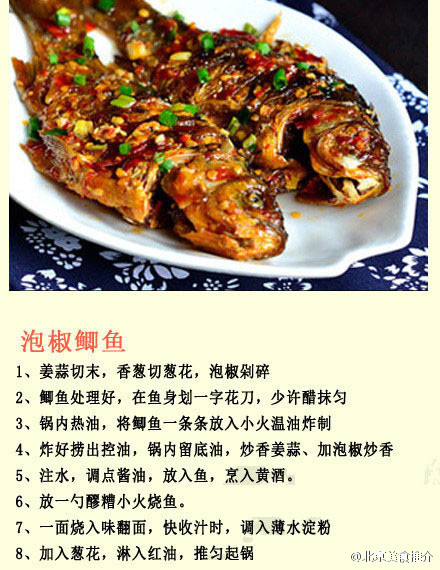 泡椒鲫鱼
1、姜蒜切末，香葱切葱花，泡椒剁碎
2、鲫鱼处理好，在鱼身划一字花刀，少许醋抹匀
3、锅内热油，将鲫鱼一条条放入小火温油炸制
4、炸好捞出控油，锅内留底油，炒香姜蒜、加泡椒炒香
5、注水，调点酱油，放入鱼，烹入黄酒。
6、放一勺醪糟小火烧鱼。
7、一面烧入味翻面，快收汁时，调入薄水淀粉
8、加入葱花，淋入红油，推匀起锅
@北京美食推介